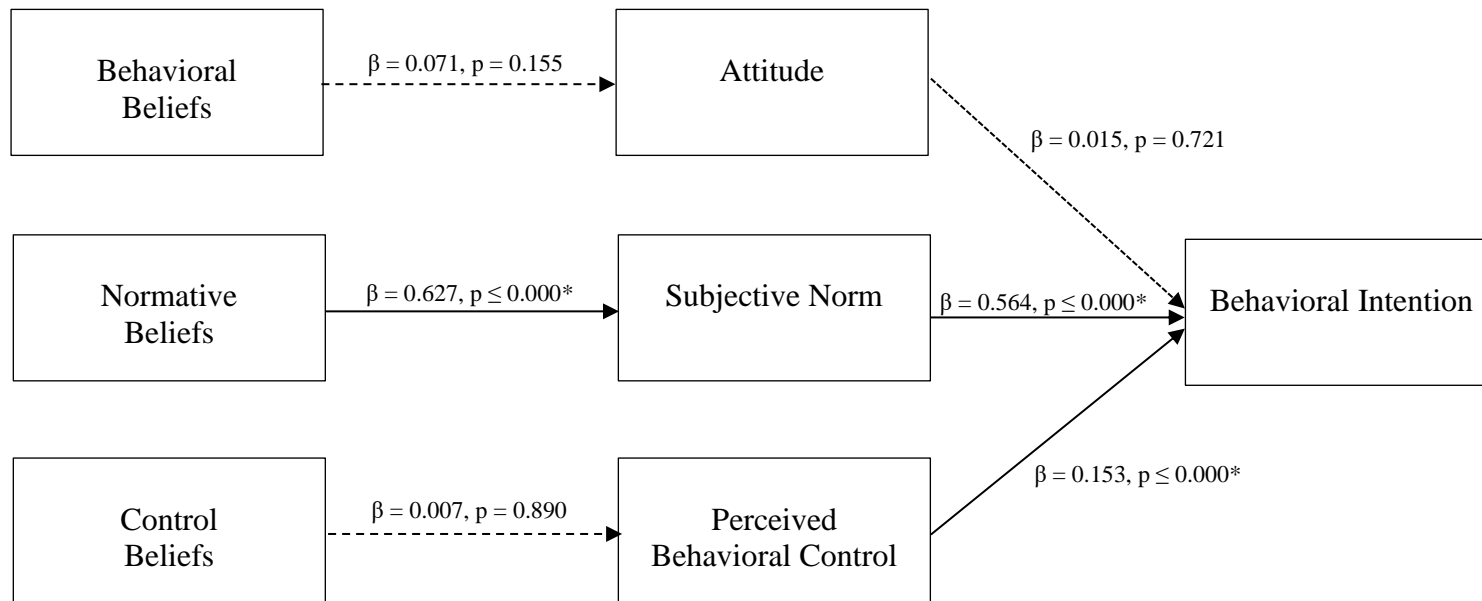 Behavioral
Beliefs
β = 0.071, p = 0.155
Attitude
β = 0.015, p = 0.721
Normative
Beliefs
β = 0.627, p ≤ 0.000*
Subjective Norm
β = 0.564, p ≤ 0.000*
Behavioral Intention
Control
Beliefs
β = 0.007, p = 0.890
Perceived
Behavioral Control
β = 0.153, p ≤ 0.000*